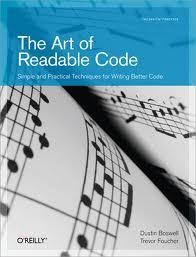 The Art of
Readable Code
Simple and Practical Techniques for Writing Better Code
O'REILLY®
Dustin Boswell
Trevor Foucher